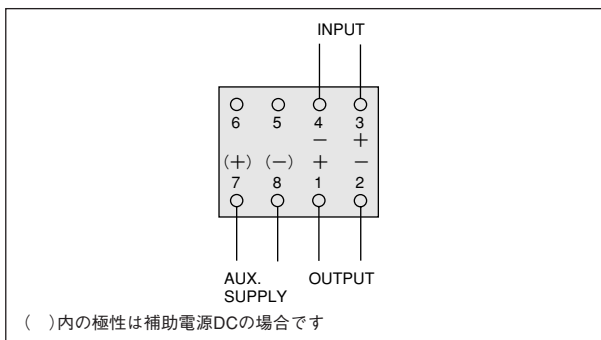 INPUT
6 5 4 3
− +
(+) (−) + −
7 8 1 2
AUX. OUTPUT
SUPPLY
( )内の極性は補助電源DCの場合です